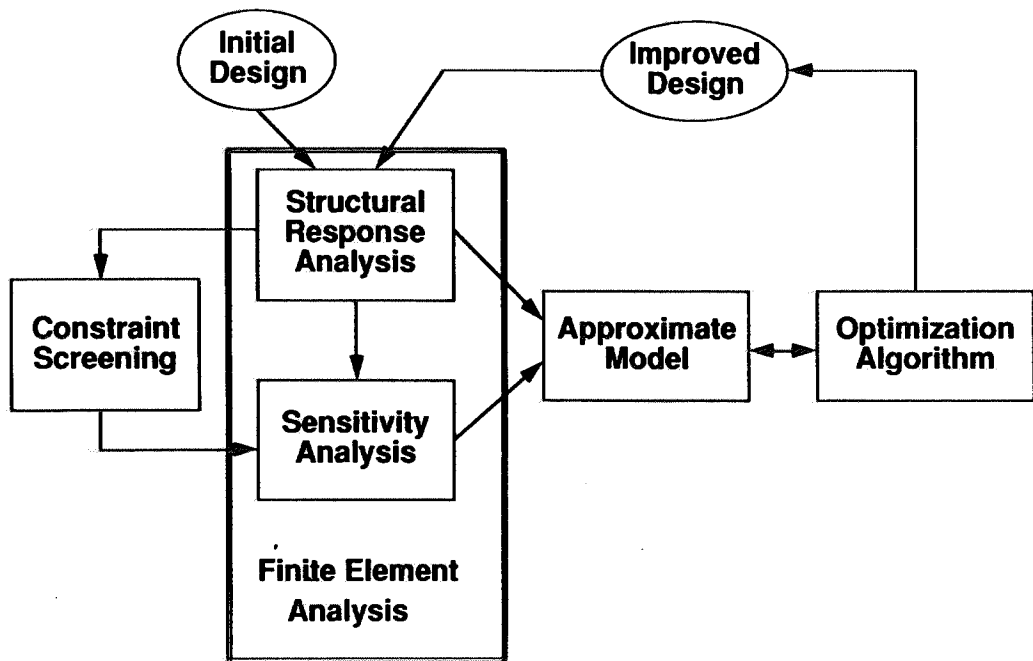 Initial
Design
Improved
Design
Structural
Response
Analysis
Constraint
Screening
Approximate
Model
Optimization
Algorithm
Sensitivity
Analysis
Finite Element
Analysis